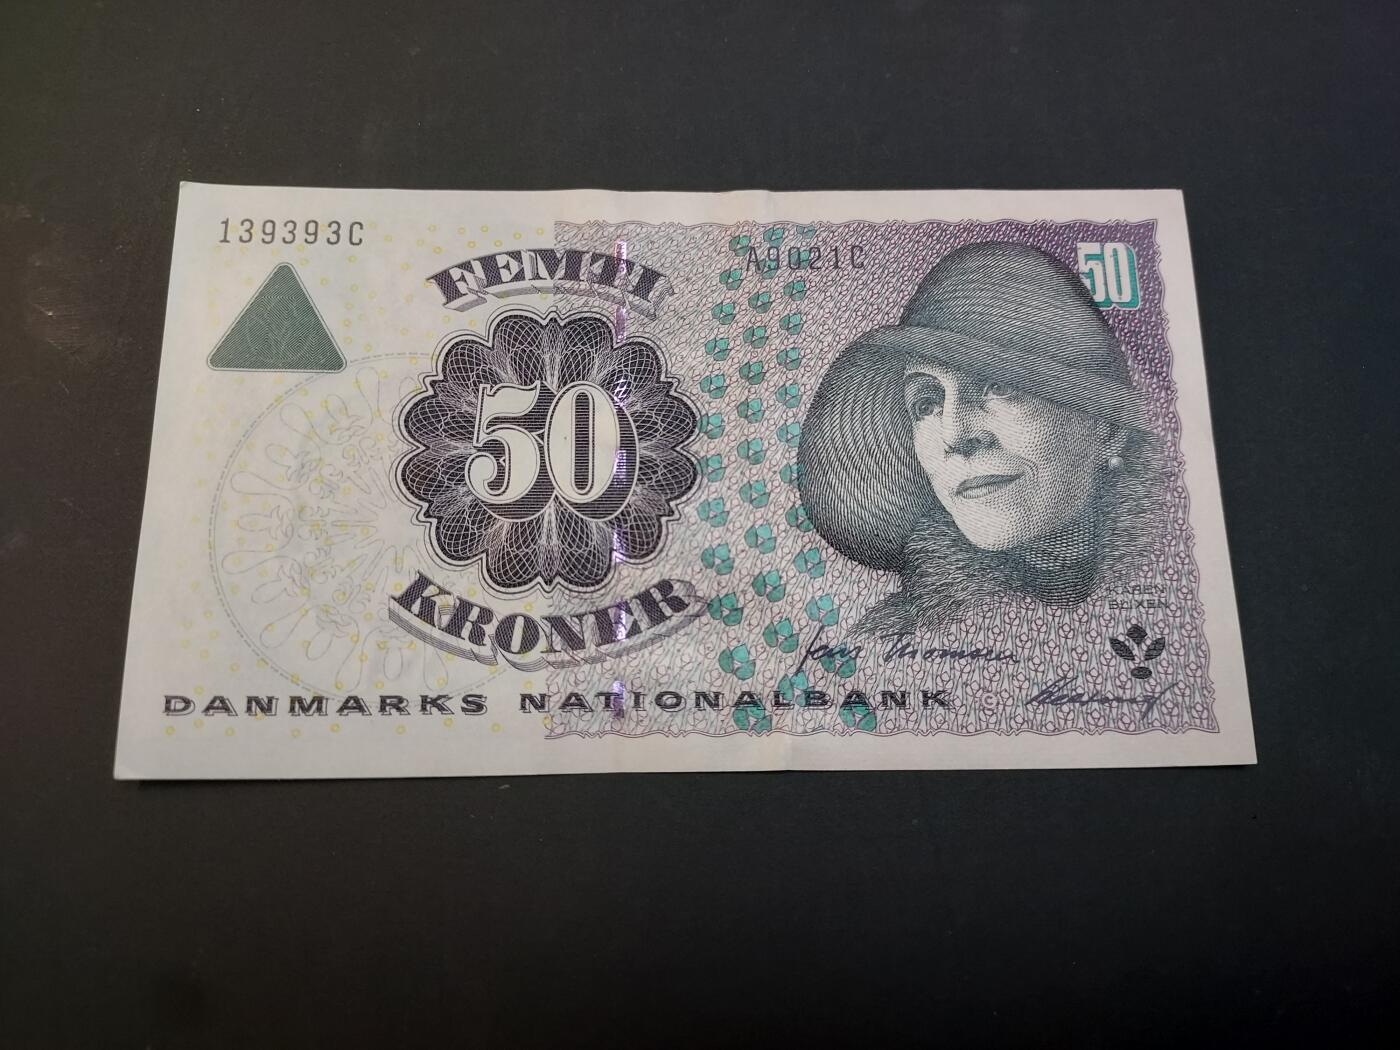 139393C
A9021C
50
FEMTI
50
KRONER
KAREN
BLIXEN
DANMARKS NATIONALBANK